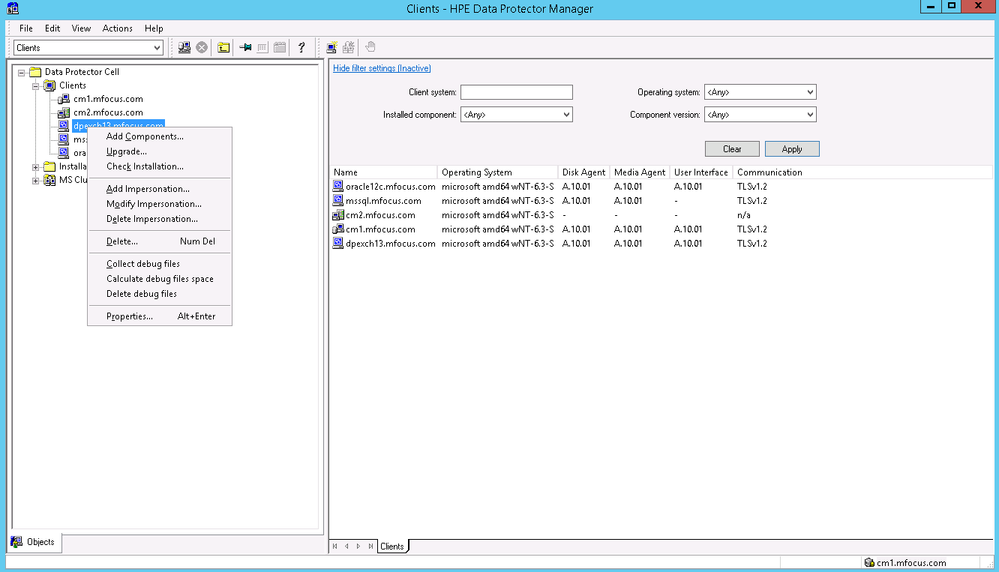 Clients - HPE Data Protector Manager
File Edit View Actions Help
Clients
?
Data Protector Cell
Clients
cm1.mfocus.com
cm2.mfocus.com
dpexch13.mfocus.com
mss
ora
Installa
MS Clu
Add Components...
Upgrade...
Check Installation...
Add Impersonation...
Modify Impersonation...
Delete Impersonation...
Delete... Num Del
Collect debug files
Calculate debug files space
Delete debug files
Properties... Alt+Enter
Objects
Hide filter settings (Inactive)
Client system: Operating system: <Any>
Installed component: <Any> Component version: <Any>
Clear Apply
Name Operating System Disk Agent Media Agent User Interface Communication
oracle12c.mfocus.com microsoft amd64 wNT-6.3-S A.10.01 A.10.01 A.10.01 TLSv1.2
mssql.mfocus.com microsoft amd64 wNT-6.3-S A.10.01 A.10.01 - TLSv1.2
cm2.mfocus.com microsoft amd64 wNT-6.3-S - - - n/a
cm1.mfocus.com microsoft amd64 wNT-6.3-S A.10.01 A.10.01 A.10.01 TLSv1.2
dpexch13.mfocus.com microsoft amd64 wNT-6.3-S A.10.01 A.10.01 A.10.01 TLSv1.2
Clients
cm1.mfocus.com